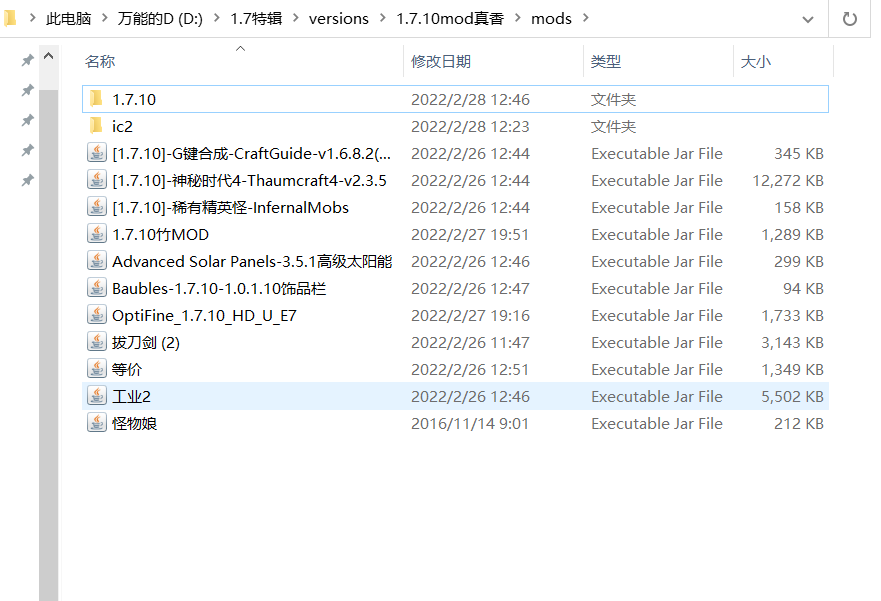 此电脑 > 万能的D (D:) > 1.7特辑 > versions > 1.7.10mod真香 > mods >
名称 修改日期 类型 大小
1.7.10 2022/2/28 12:46 文件夹
ic2 2022/2/28 12:23 文件夹
[1.7.10]-G键合成-CraftGuide-v1.6.8.2(... 2022/2/26 12:44 Executable Jar File 345 KB
[1.7.10]-神秘时代4-Thaumcraft4-v2.3.5 2022/2/26 12:44 Executable Jar File 12,272 KB
[1.7.10]-稀有精英怪-InfernalMobs 2022/2/26 12:44 Executable Jar File 158 KB
1.7.10竹MOD 2022/2/27 19:51 Executable Jar File 1,289 KB
Advanced Solar Panels-3.5.1高级太阳能 2022/2/26 12:46 Executable Jar File 299 KB
Baubles-1.7.10-1.0.1.10饰品栏 2022/2/26 12:47 Executable Jar File 94 KB
OptiFine_1.7.10_HD_U_E7 2022/2/27 19:16 Executable Jar File 1,733 KB
拔刀剑 (2) 2022/2/26 11:47 Executable Jar File 3,143 KB
等价 2022/2/26 12:51 Executable Jar File 1,349 KB
工业2 2022/2/26 12:46 Executable Jar File 5,502 KB
怪物娘 2016/11/14 9:01 Executable Jar File 212 KB